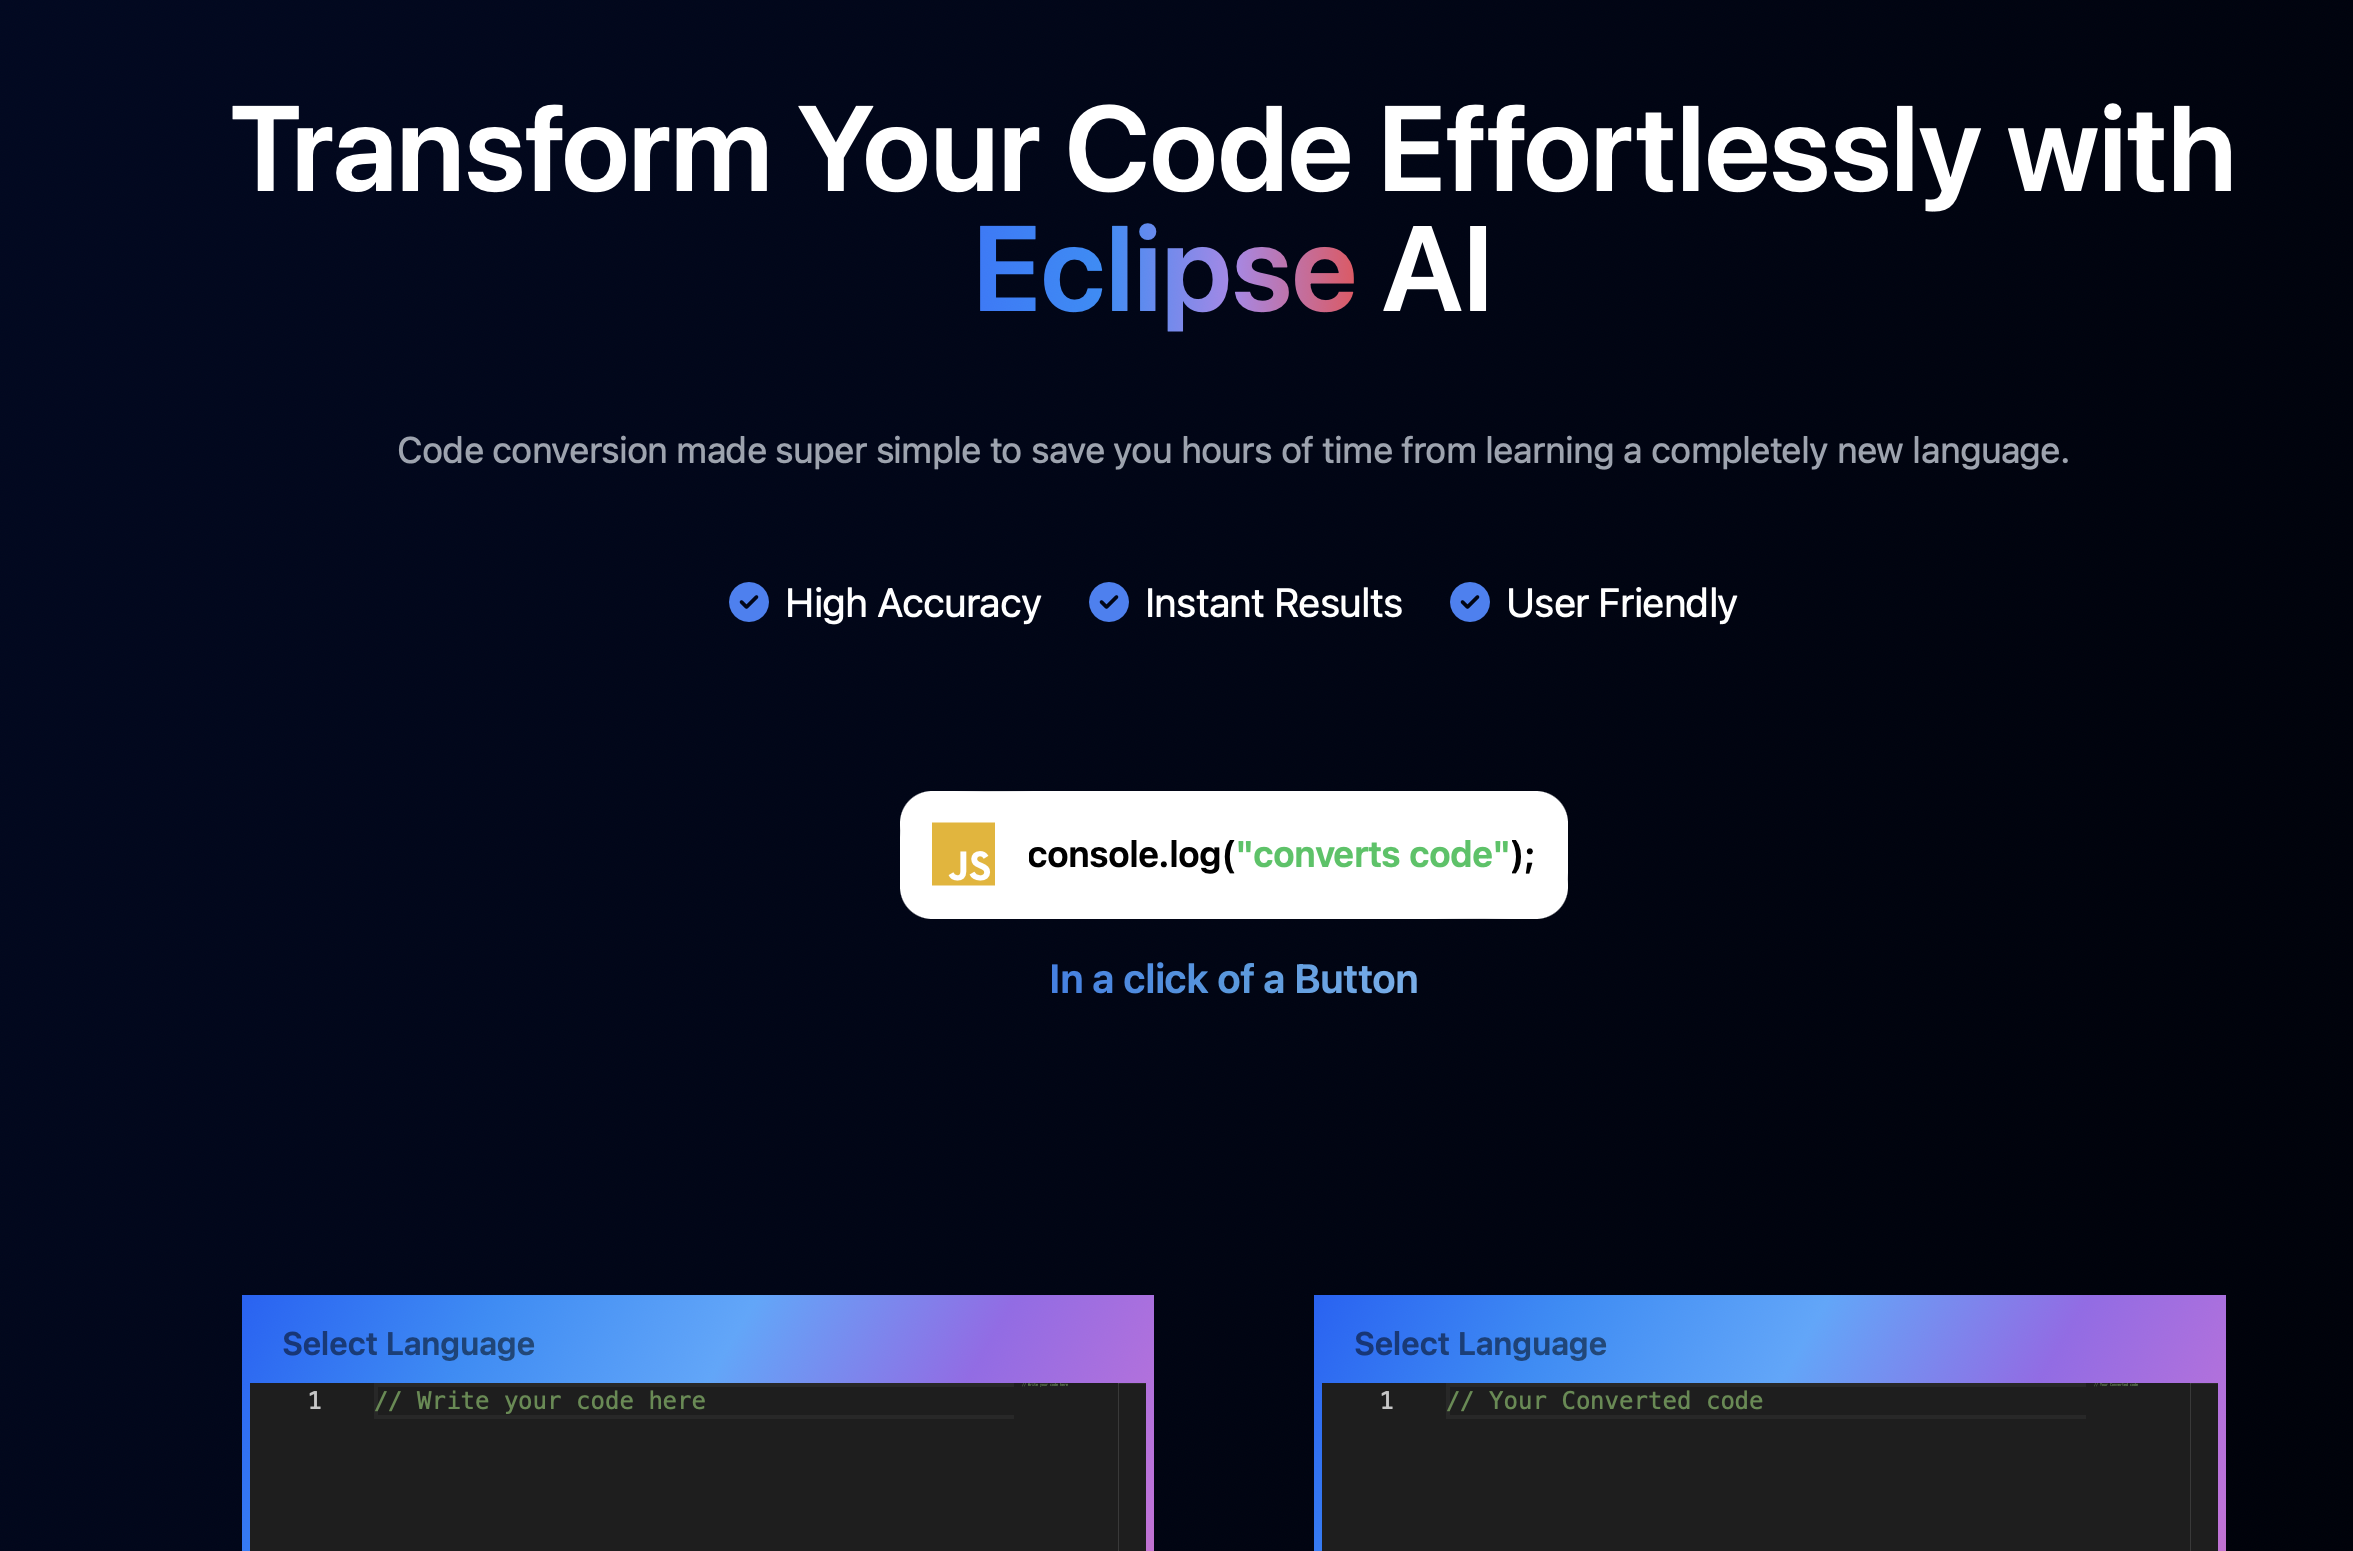 Transform Your Code Effortlessly with
Eclipse AI
Code conversion made super simple to save you hours of time from learning a completely new language.
High Accuracy
Instant Results
User Friendly
JS
console.log("converts code");
In a click of a Button
Select Language
1 // Write your code here
Select Language
1 // Your Converted code